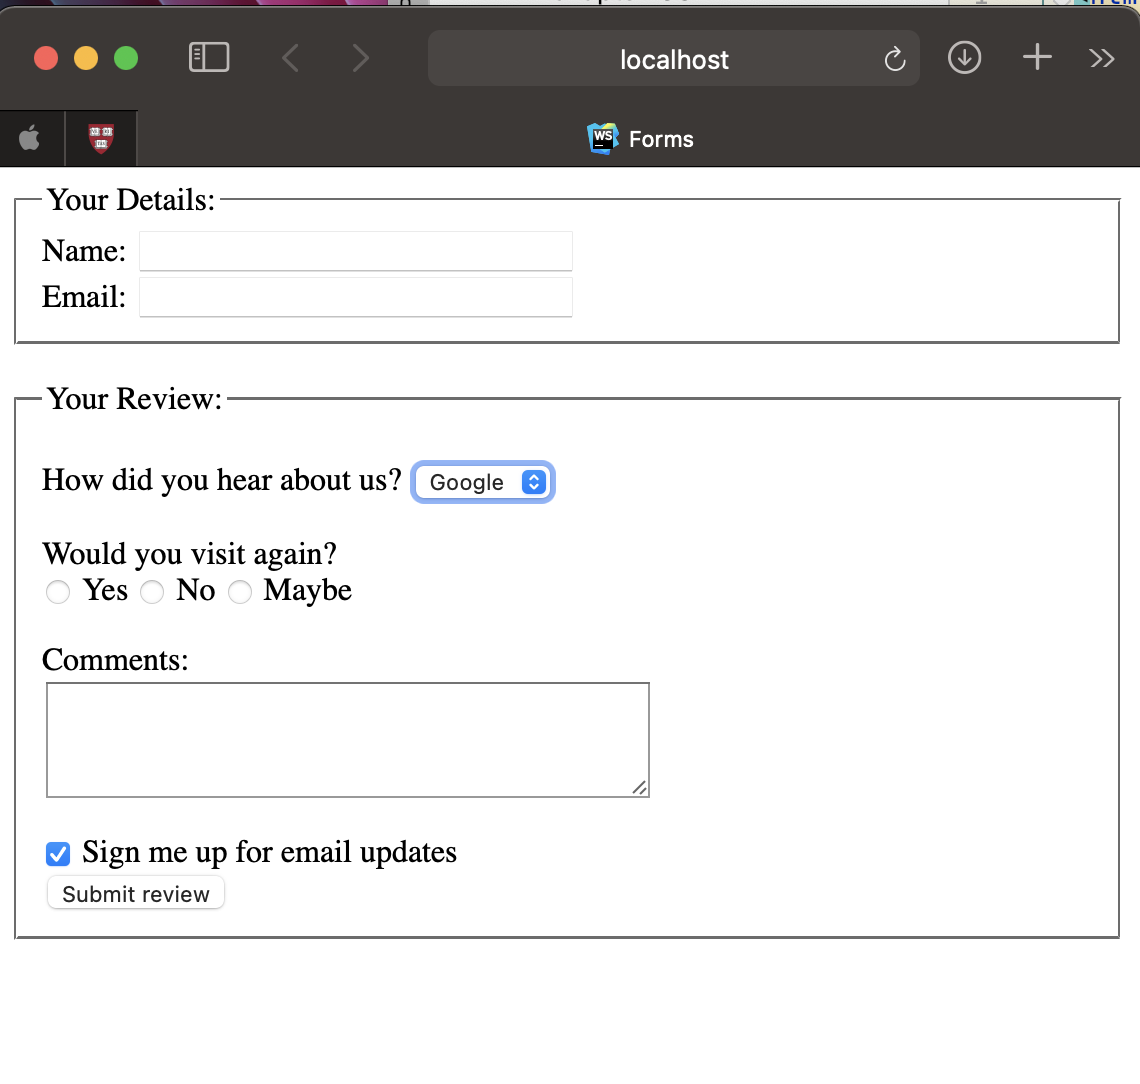 localhost
WS Forms
Your Details:
Name:
Email:
Your Review:
How did you hear about us? Google
Would you visit again?
Yes No Maybe
Comments:
Sign me up for email updates
Submit review